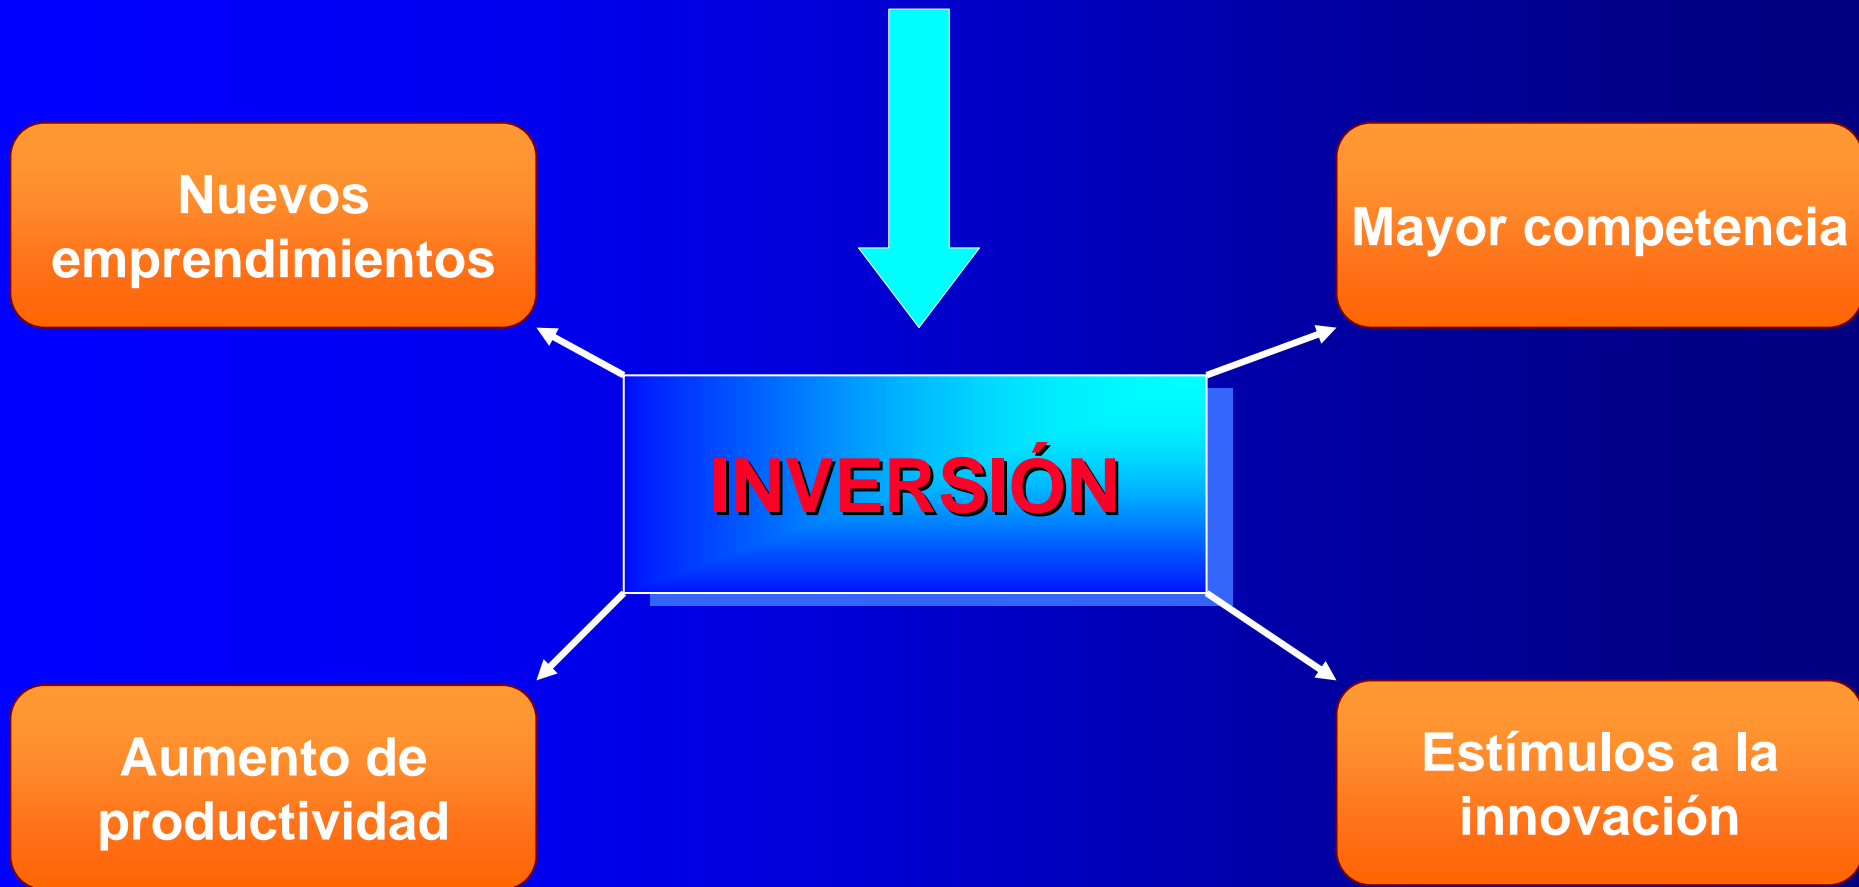 Nuevos
emprendimientos
Mayor competencia
INVERSIÓN
Aumento de
productividad
Estímulos a la
innovación